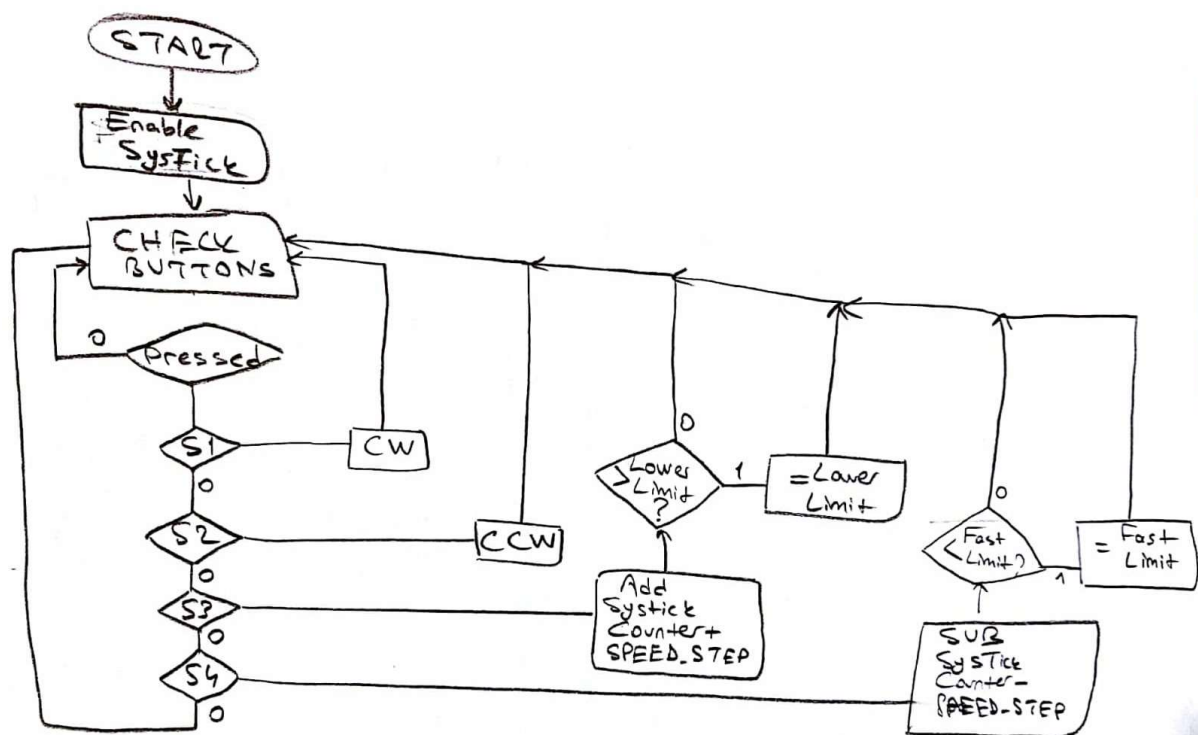 START
Enable
SysTick
CHECK
BUTTONS
0
Pressed
S1
CW
0
S2
CCW
0
S3
0
S4
0
Add
Systick
Counter+
SPEED_STEP
>Lower
Limit
?
0
1
=Lower
Limit
SUB
SysTick
Counter-
SPEED_STEP
<Fast
Limit?
0
1
= Fast
Limit